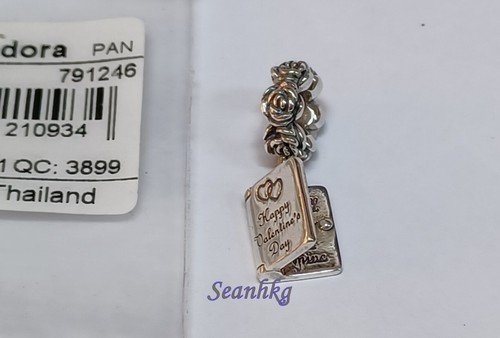 dora PAN
791246
210934
1 QC: 3899
Thailand
Happy
Valentine's
Day
Seanhkg